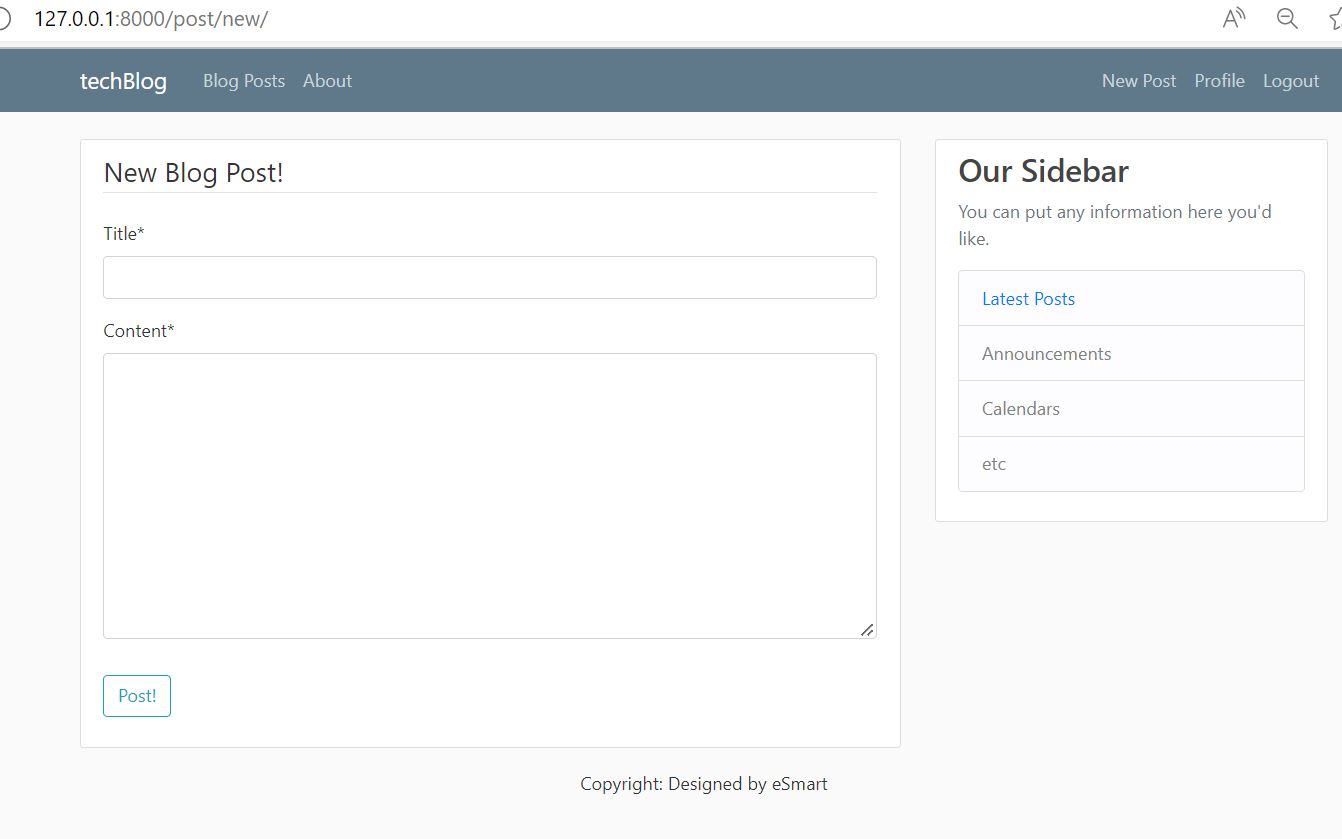 127.0.0.1:8000/post/new/
techBlog Blog Posts About New Post Profile Logout
New Blog Post!
Title*
Content*
Post!
Our Sidebar
You can put any information here you'd
like.
Latest Posts
Announcements
Calendars
etc
Copyright: Designed by eSmart